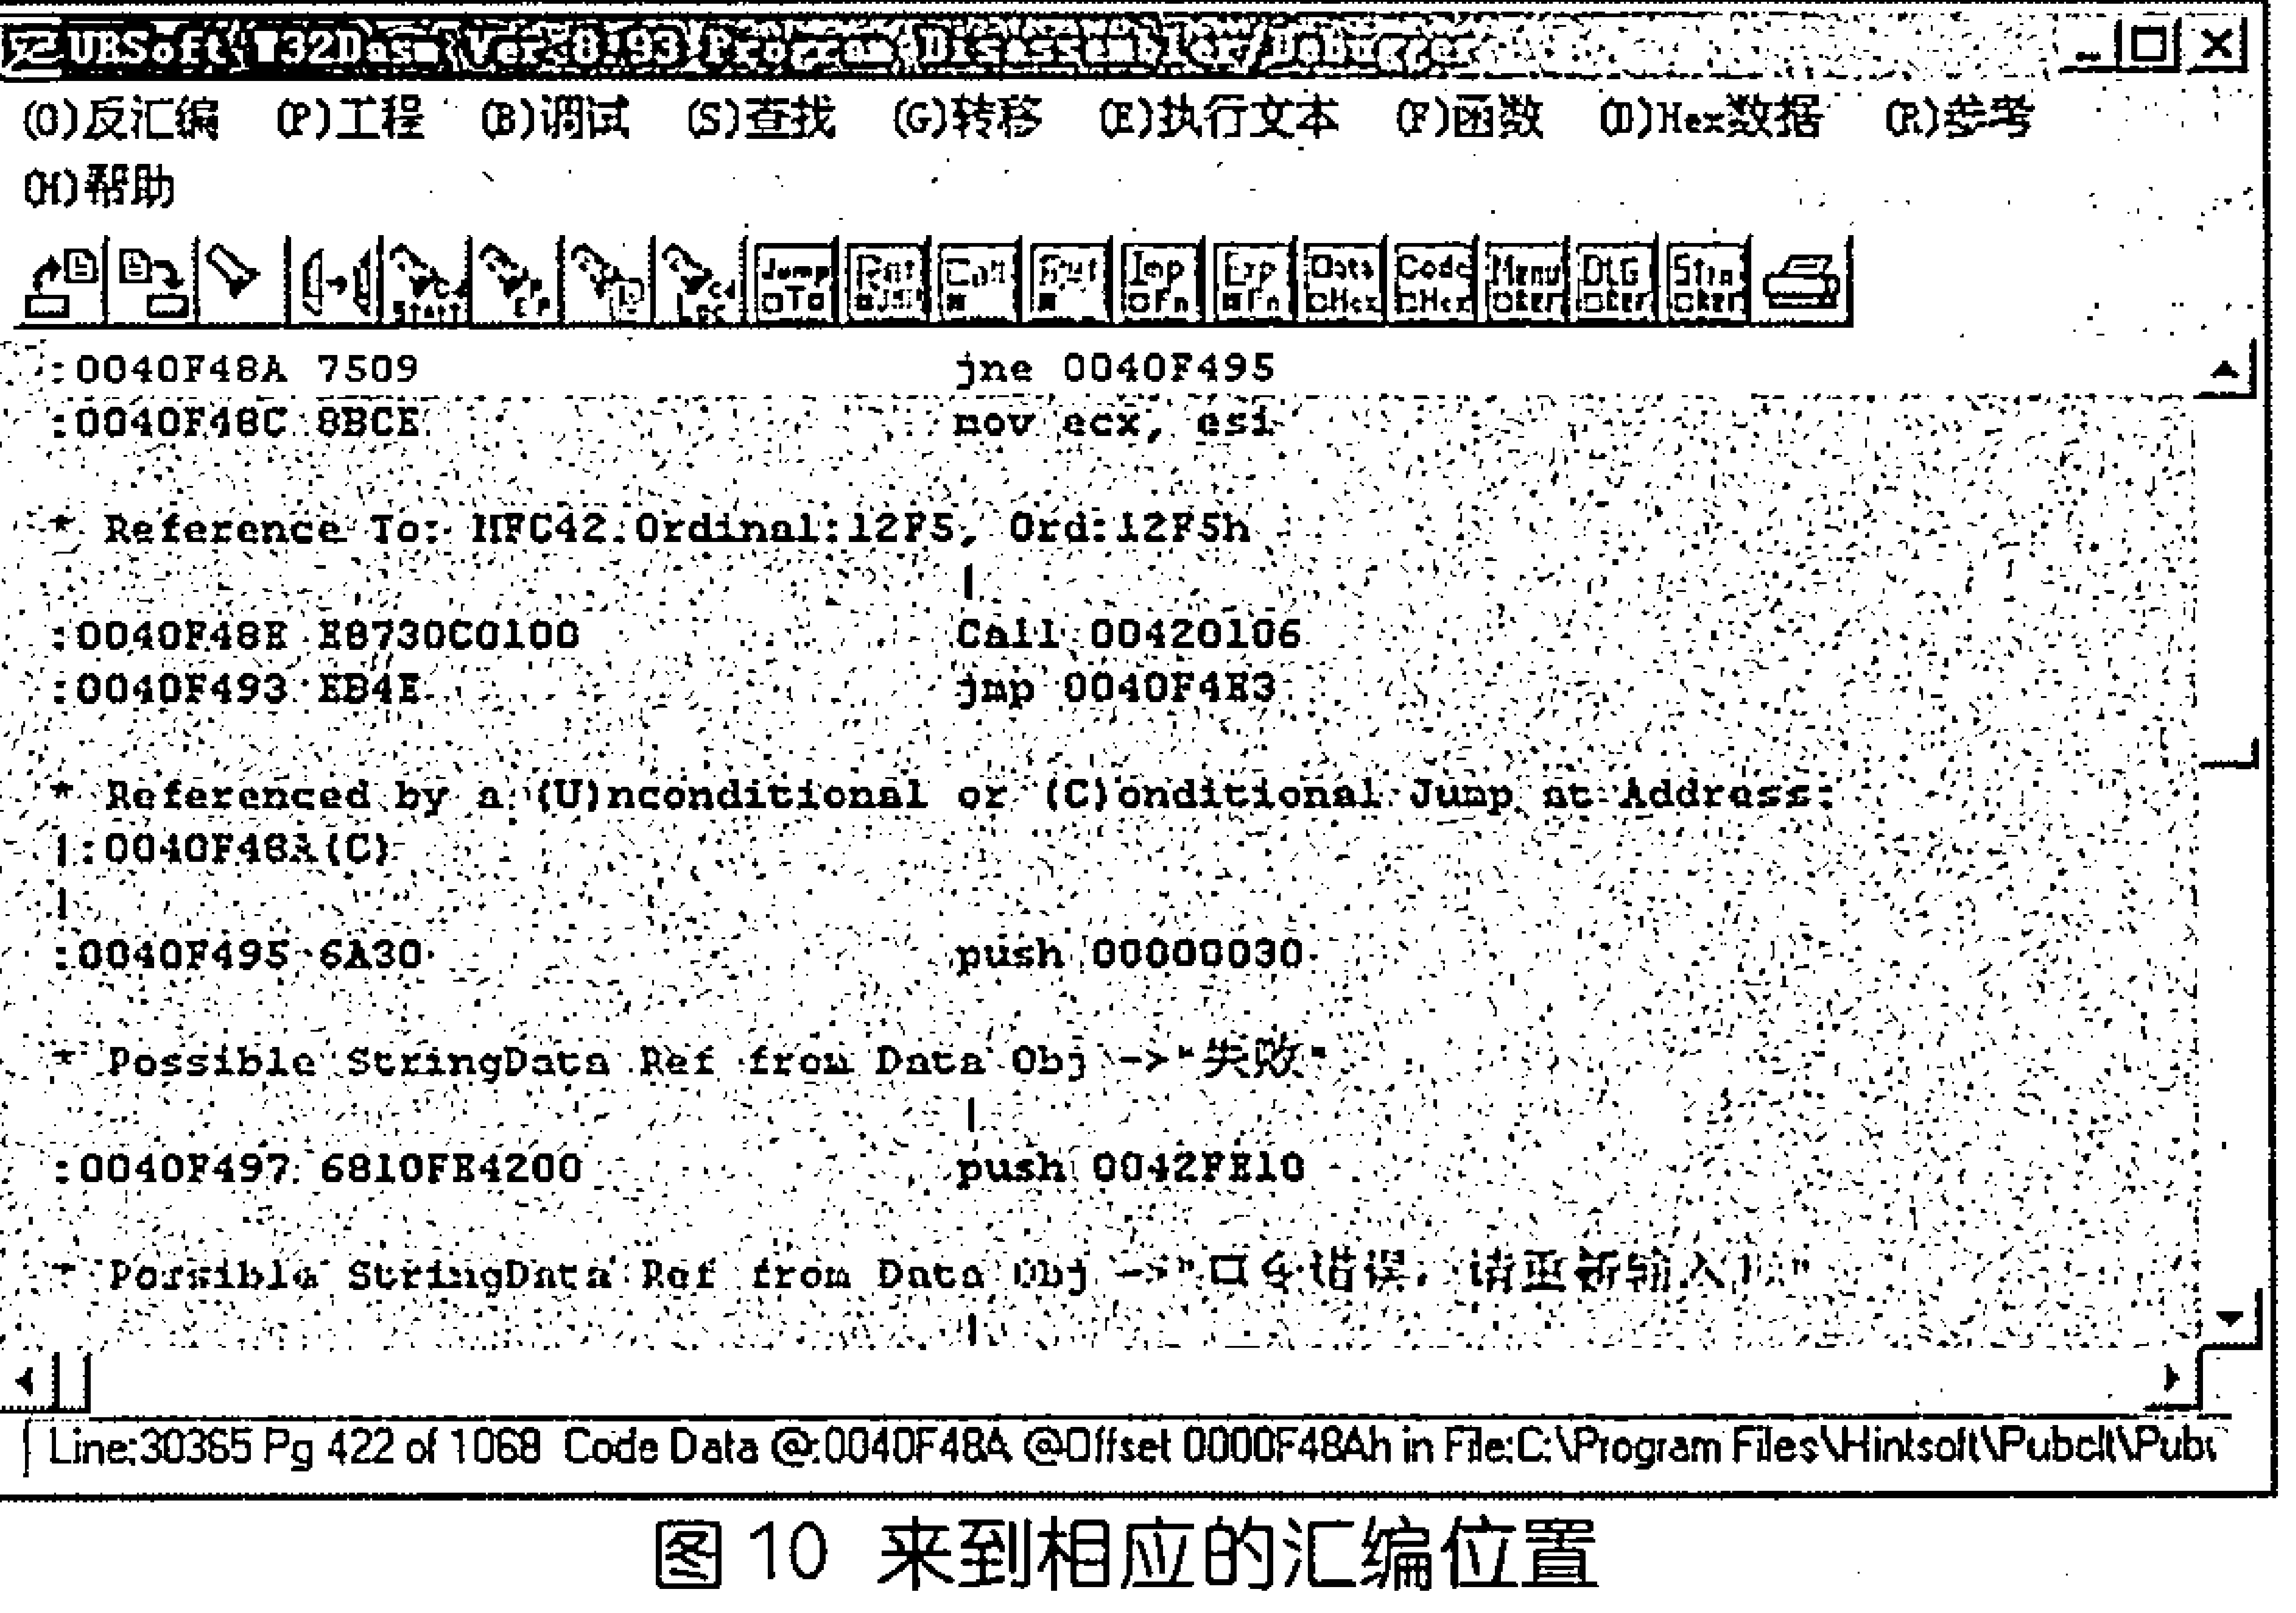 URSoft W32Dasm Ver 8.93 Program Disassembler/Debugger
(O)反汇编 (P)工程 (B)调试 (S)查找 (G)转移 (E)执行文本 (F)函数 (D)Hex数据 (R)参考
(H)帮助
:0040F48A 7509 jne 0040F495
:0040F48C 8BCE mov ecx, esi
* Reference To: MFC42.Ordinal:12F5, Ord:12F5h
|
:0040F48E E8730C0100 Call 00420106
:0040F493 EB4E jmp 0040F4E3
* Referenced by a (U)nconditional or (C)onditional Jump at Address:
|:0040F48A(C)
|
:0040F495 6A30 push 00000030
* Possible StringData Ref from Data Obj ->"失败"
|
:0040F497 6810FE4200 push 0042FE10
* Possible StringData Ref from Data Obj ->"口令错误,请重新输入!"
|
Line:30365 Pg 422 of 1068 Code Data @:0040F48A @Offset 0000F48Ah in File:C:\Program Files\Hintsoft\Pubclt\Pub
图 10 来到相应的汇编位置